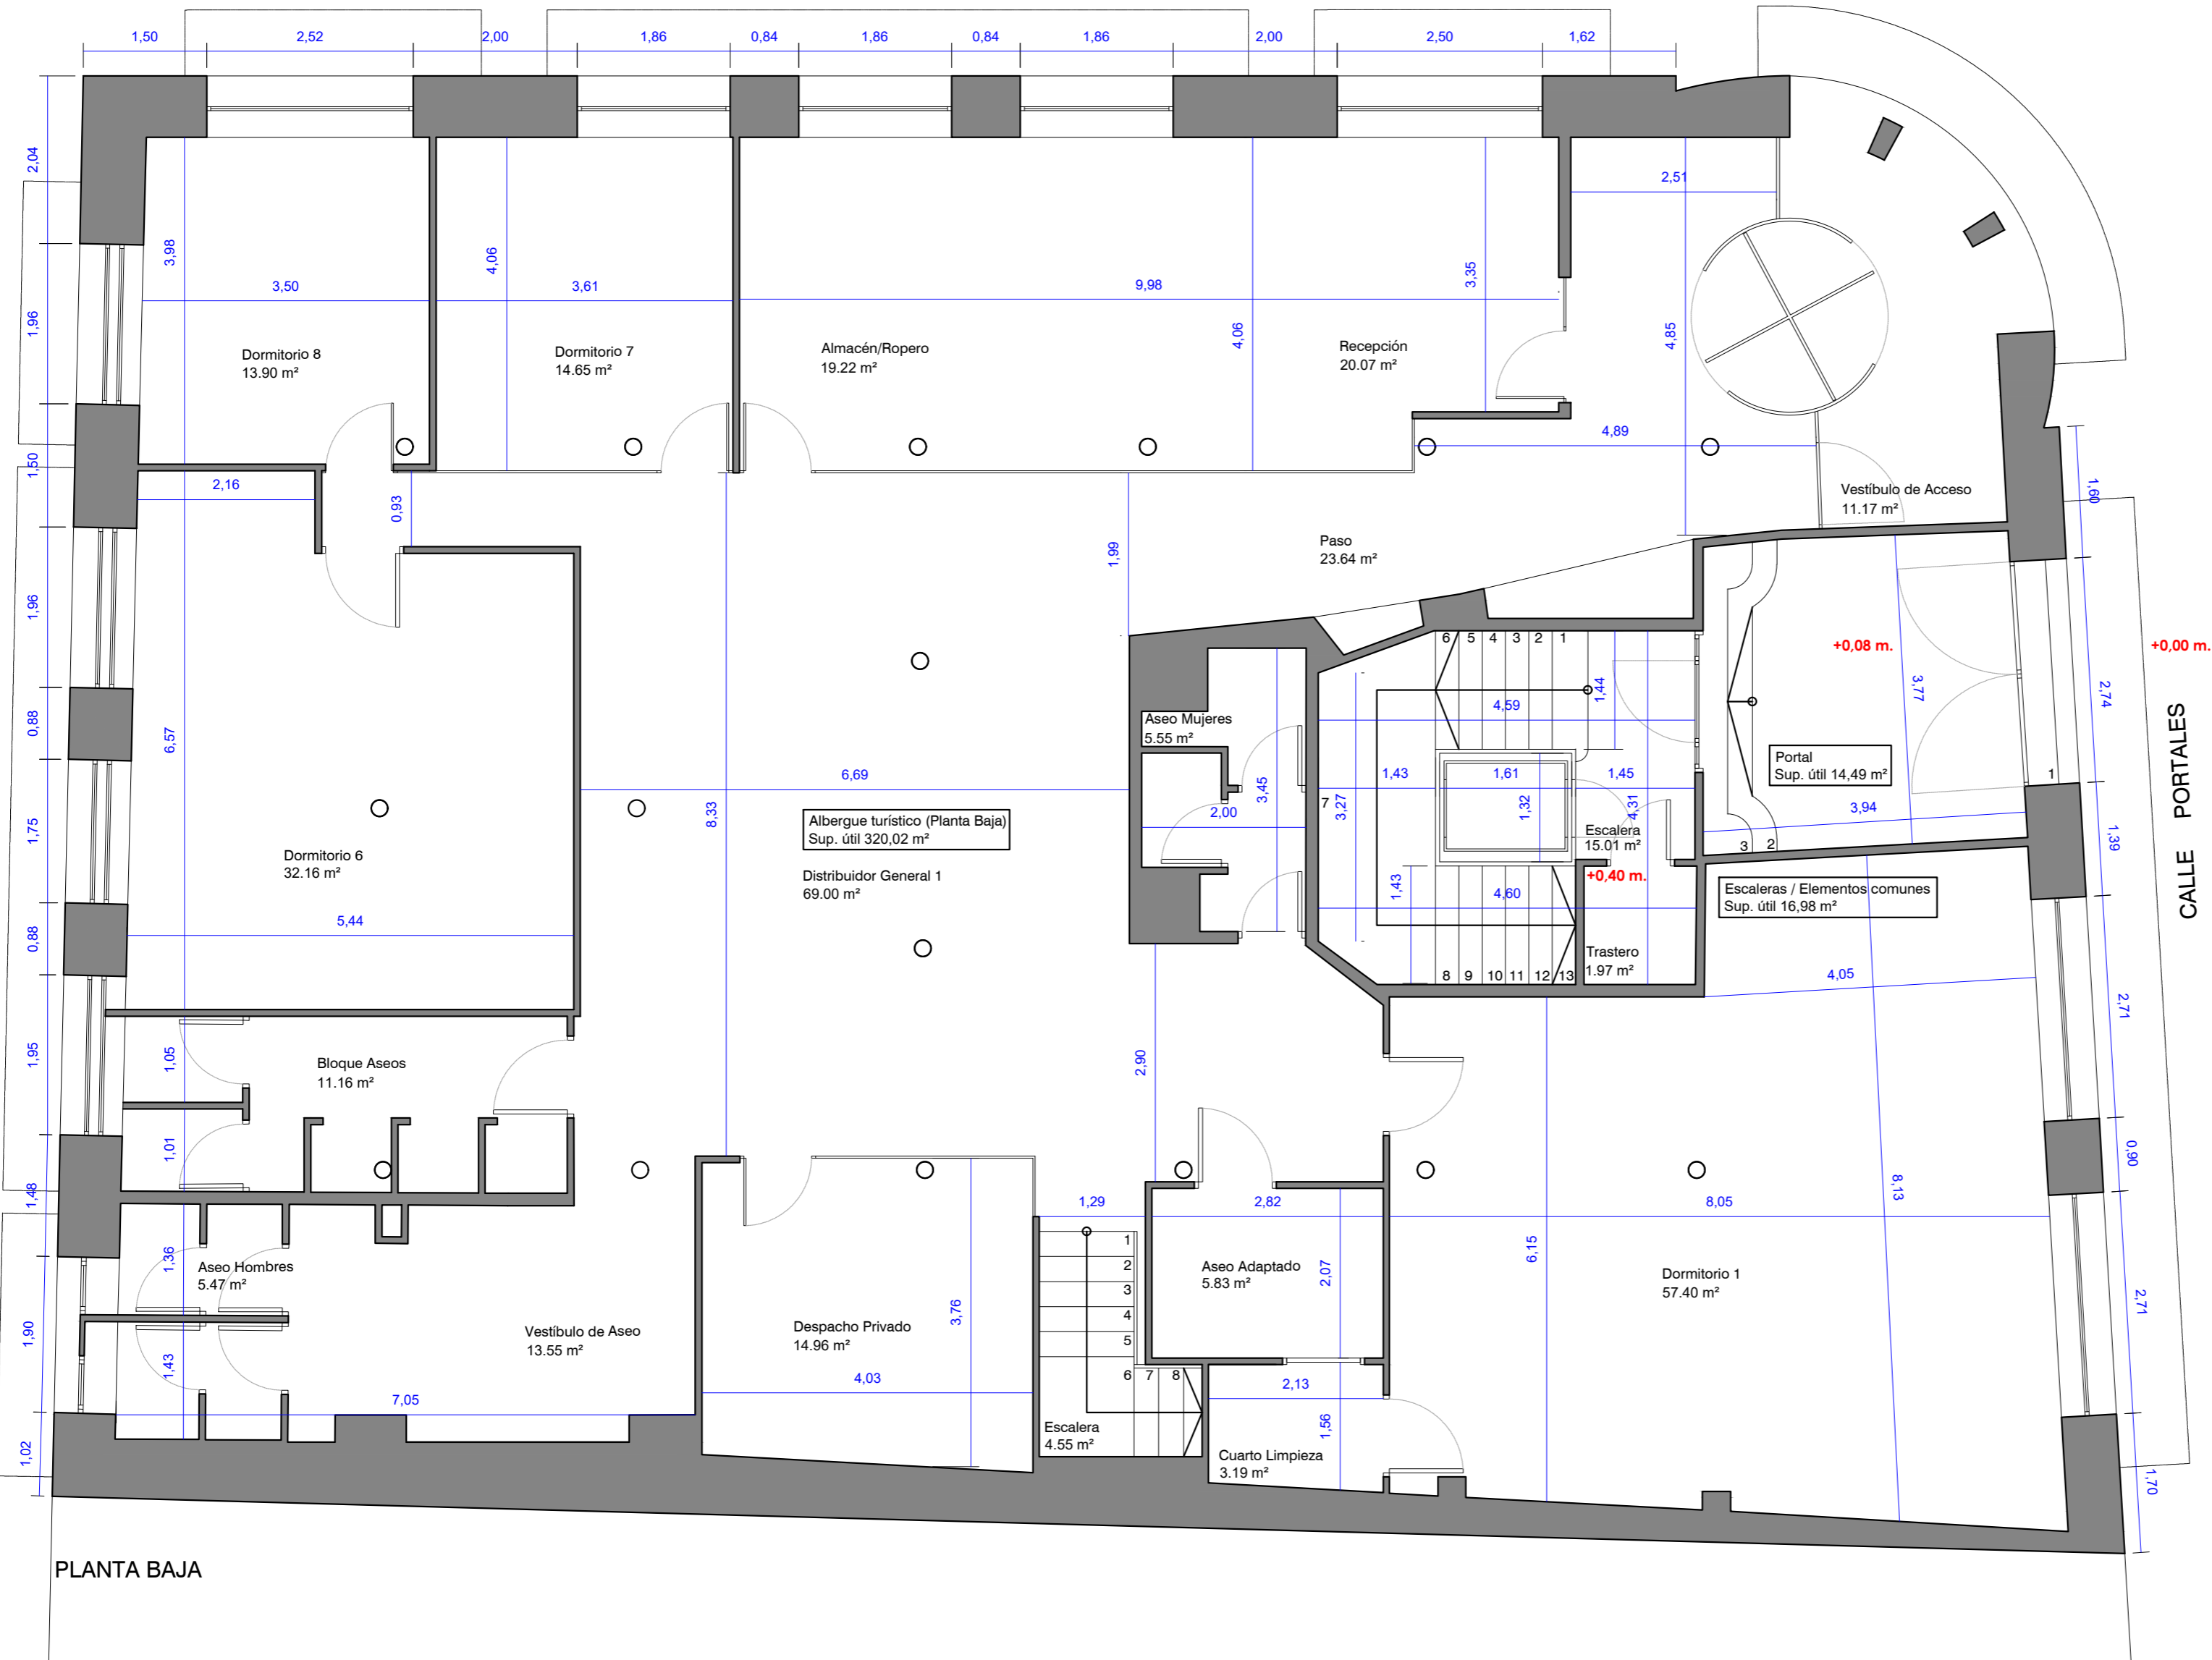 1,50 2,52 2,00 1,86 0,84 1,86 0,84 1,86 2,00 2,50 1,62
2,04
1,96
1,50
1,96
0,88
1,75
0,88
1,95
1,48
1,90
1,02
3,98
3,50
Dormitorio 8
13.90 m²
4,06
3,61
Dormitorio 7
14.65 m²
9,98
Almacén/Ropero
19.22 m²
4,06
3,35
Recepción
20.07 m²
2,51
4,85
4,89
Vestíbulo de Acceso
11.17 m²
2,16
0,93
1,99
Paso
23.64 m²
6,57
Dormitorio 6
32.16 m²
5,44
6,69
8,33
Albergue turístico (Planta Baja)
Sup. útil 320,02 m²
Distribuidor General 1
69.00 m²
Aseo Mujeres
5.55 m²
3,45
2,00
6 5 4 3 2 1
4,59
1,44
1,43
1,61
1,45
7
3,27
1,32
4,31
Escalera
15.01 m²
+0,40 m.
1,43
4,60
8 9 10 11 12 13
Trastero
1.97 m²
+0,08 m.
+0,00 m.
3,77
Portal
Sup. útil 14,49 m²
1
3,94
3 2
Escaleras / Elementos comunes
Sup. útil 16,98 m²
4,05
1,60
2,74
1,39
2,71
0,90
2,71
1,70
CALLE PORTALES
1,05
Bloque Aseos
11.16 m²
1,01
2,90
1,36
Aseo Hombres
5.47 m²
1,43
Vestíbulo de Aseo
13.55 m²
7,05
Despacho Privado
14.96 m²
3,76
4,03
1,29
1
2
3
4
5
6 7 8
Escalera
4.55 m²
2,82
Aseo Adaptado
5.83 m²
2,07
2,13
1,56
Cuarto Limpieza
3.19 m²
8,05
8,13
6,15
Dormitorio 1
57.40 m²
PLANTA BAJA